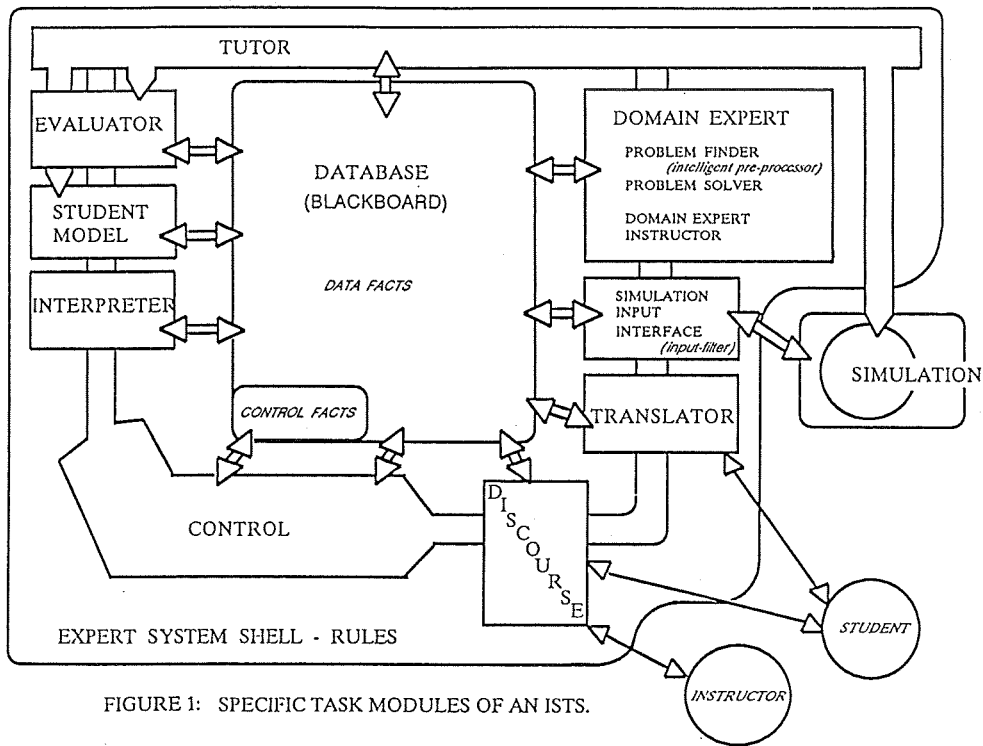 TUTOR
EVALUATOR
STUDENT
MODEL
INTERPRETER
DATABASE
(BLACKBOARD)
DATA FACTS
CONTROL FACTS
DOMAIN EXPERT
PROBLEM FINDER
(intelligent pre-processor)
PROBLEM SOLVER
DOMAIN EXPERT
INSTRUCTOR
SIMULATION
INPUT
INTERFACE
(input-filter)
TRANSLATOR
SIMULATION
CONTROL
DISCOURSE
EXPERT SYSTEM SHELL - RULES
STUDENT
INSTRUCTOR
FIGURE 1: SPECIFIC TASK MODULES OF AN ISTS.